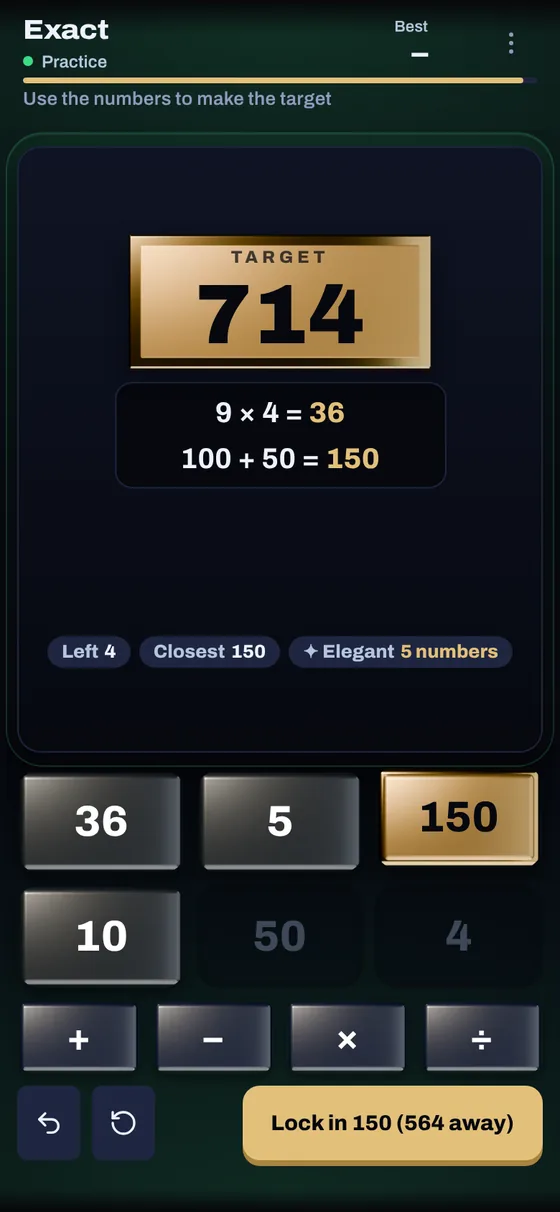 Exact
Best
Practice
–
Use the numbers to make the target
TARGET
714
9 × 4 = 36
100 + 50 = 150
Left 4
Closest 150
✦ Elegant 5 numbers
36
5
150
10
50
4
+
−
×
÷
Lock in 150 (564 away)